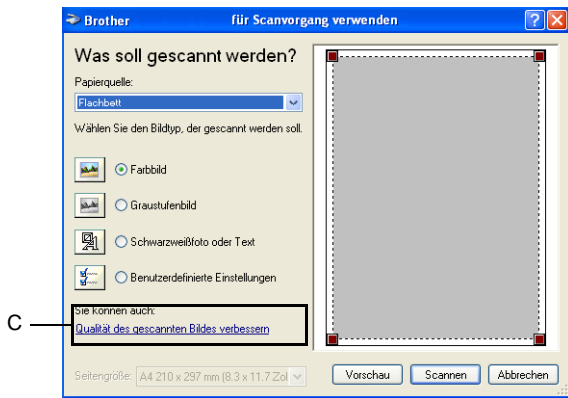 Brother für Scanvorgang verwenden
Was soll gescannt werden?
Papierquelle:
Flachbett
Wählen Sie den Bildtyp, der gescannt werden soll.
Farbbild
Graustufenbild
Schwarzweißfoto oder Text
Benutzerdefinierte Einstellungen
Sie können auch:
Qualität des gescannten Bildes verbessern
C
Seitengröße: A4 210 x 297 mm (8.3 x 11.7 Zol
Vorschau Scannen Abbrechen